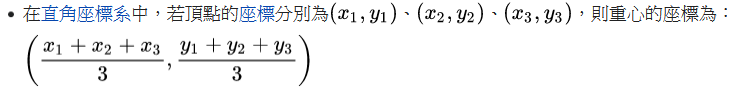 • 在直角座標系中，若頂點的座標分別為(x₁, y₁)、(x₂, y₂)、(x₃, y₃)，則重心的座標為：
((x₁ + x₂ + x₃)/3, (y₁ + y₂ + y₃)/3)